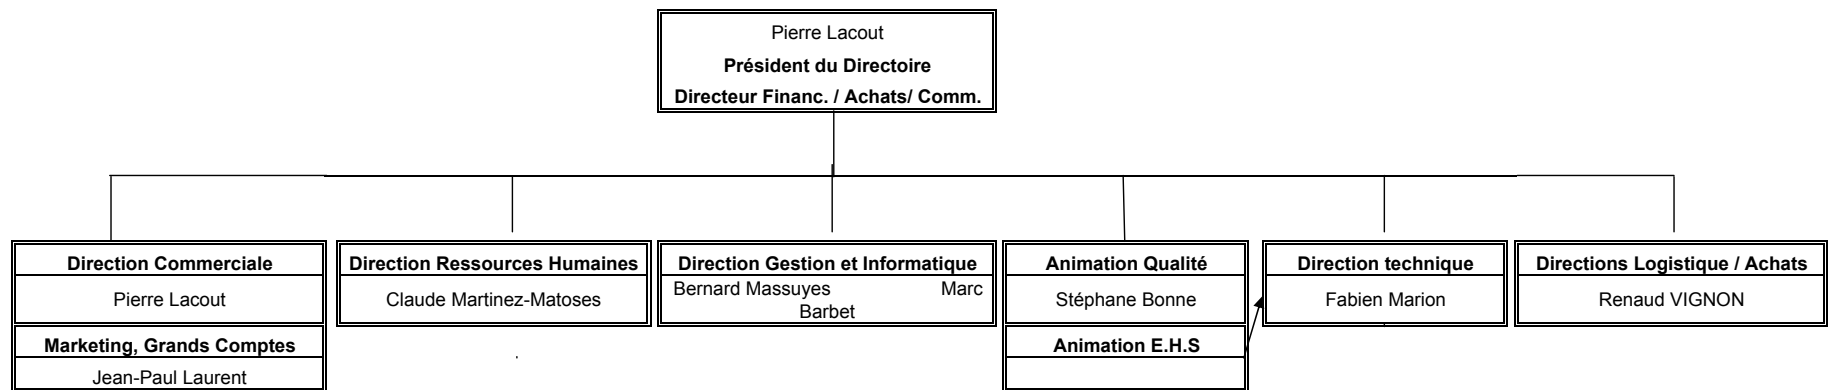 Pierre Lacout
Président du Directoire
Directeur Financ. / Achats/ Comm.
Direction Commerciale
Pierre Lacout
Marketing, Grands Comptes
Jean-Paul Laurent
Direction Ressources Humaines
Claude Martinez-Matoses
Direction Gestion et Informatique
Bernard Massuyes Marc
Barbet
Animation Qualité
Stéphane Bonne
Animation E.H.S
Direction technique
Fabien Marion
Directions Logistique / Achats
Renaud VIGNON